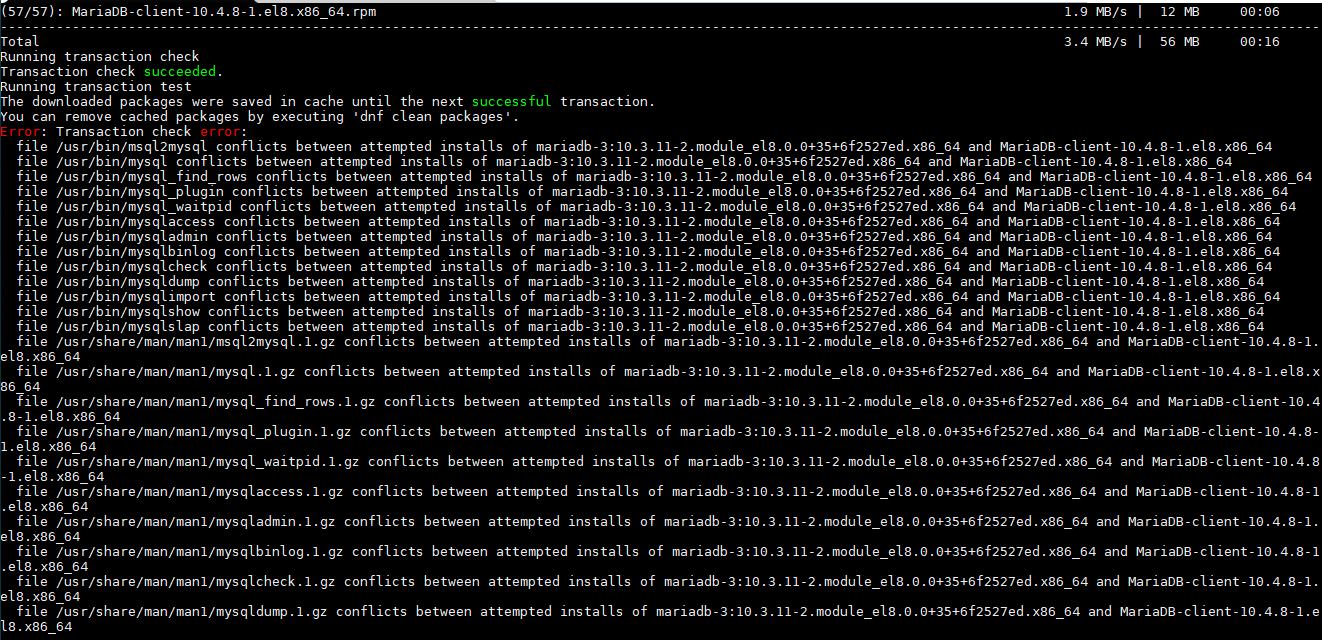 (57/57): MariaDB-client-10.4.8-1.el8.x86_64.rpm 1.9 MB/s | 12 MB 00:06
--------------------------------------------------------------------------------
Total 3.4 MB/s | 56 MB 00:16
Running transaction check
Transaction check succeeded.
Running transaction test
The downloaded packages were saved in cache until the next successful transaction.
You can remove cached packages by executing 'dnf clean packages'.
Error: Transaction check error:
file /usr/bin/msql2mysql conflicts between attempted installs of mariadb-3:10.3.11-2.module_el8.0.0+35+6f2527ed.x86_64 and MariaDB-client-10.4.8-1.el8.x86_64
file /usr/bin/mysql conflicts between attempted installs of mariadb-3:10.3.11-2.module_el8.0.0+35+6f2527ed.x86_64 and MariaDB-client-10.4.8-1.el8.x86_64
file /usr/bin/mysql_find_rows conflicts between attempted installs of mariadb-3:10.3.11-2.module_el8.0.0+35+6f2527ed.x86_64 and MariaDB-client-10.4.8-1.el8.x86_64
file /usr/bin/mysql_plugin conflicts between attempted installs of mariadb-3:10.3.11-2.module_el8.0.0+35+6f2527ed.x86_64 and MariaDB-client-10.4.8-1.el8.x86_64
file /usr/bin/mysql_waitpid conflicts between attempted installs of mariadb-3:10.3.11-2.module_el8.0.0+35+6f2527ed.x86_64 and MariaDB-client-10.4.8-1.el8.x86_64
file /usr/bin/mysqlaccess conflicts between attempted installs of mariadb-3:10.3.11-2.module_el8.0.0+35+6f2527ed.x86_64 and MariaDB-client-10.4.8-1.el8.x86_64
file /usr/bin/mysqladmin conflicts between attempted installs of mariadb-3:10.3.11-2.module_el8.0.0+35+6f2527ed.x86_64 and MariaDB-client-10.4.8-1.el8.x86_64
file /usr/bin/mysqlbinlog conflicts between attempted installs of mariadb-3:10.3.11-2.module_el8.0.0+35+6f2527ed.x86_64 and MariaDB-client-10.4.8-1.el8.x86_64
file /usr/bin/mysqlcheck conflicts between attempted installs of mariadb-3:10.3.11-2.module_el8.0.0+35+6f2527ed.x86_64 and MariaDB-client-10.4.8-1.el8.x86_64
file /usr/bin/mysqldump conflicts between attempted installs of mariadb-3:10.3.11-2.module_el8.0.0+35+6f2527ed.x86_64 and MariaDB-client-10.4.8-1.el8.x86_64
file /usr/bin/mysqlimport conflicts between attempted installs of mariadb-3:10.3.11-2.module_el8.0.0+35+6f2527ed.x86_64 and MariaDB-client-10.4.8-1.el8.x86_64
file /usr/bin/mysqlshow conflicts between attempted installs of mariadb-3:10.3.11-2.module_el8.0.0+35+6f2527ed.x86_64 and MariaDB-client-10.4.8-1.el8.x86_64
file /usr/bin/mysqlslap conflicts between attempted installs of mariadb-3:10.3.11-2.module_el8.0.0+35+6f2527ed.x86_64 and MariaDB-client-10.4.8-1.el8.x86_64
file /usr/share/man/man1/msql2mysql.1.gz conflicts between attempted installs of mariadb-3:10.3.11-2.module_el8.0.0+35+6f2527ed.x86_64 and MariaDB-client-10.4.8-1.
el8.x86_64
file /usr/share/man/man1/mysql.1.gz conflicts between attempted installs of mariadb-3:10.3.11-2.module_el8.0.0+35+6f2527ed.x86_64 and MariaDB-client-10.4.8-1.el8.x
86_64
file /usr/share/man/man1/mysql_find_rows.1.gz conflicts between attempted installs of mariadb-3:10.3.11-2.module_el8.0.0+35+6f2527ed.x86_64 and MariaDB-client-10.4
.8-1.el8.x86_64
file /usr/share/man/man1/mysql_plugin.1.gz conflicts between attempted installs of mariadb-3:10.3.11-2.module_el8.0.0+35+6f2527ed.x86_64 and MariaDB-client-10.4.8-
1.el8.x86_64
file /usr/share/man/man1/mysql_waitpid.1.gz conflicts between attempted installs of mariadb-3:10.3.11-2.module_el8.0.0+35+6f2527ed.x86_64 and MariaDB-client-10.4.8
-1.el8.x86_64
file /usr/share/man/man1/mysqlaccess.1.gz conflicts between attempted installs of mariadb-3:10.3.11-2.module_el8.0.0+35+6f2527ed.x86_64 and MariaDB-client-10.4.8-1
.el8.x86_64
file /usr/share/man/man1/mysqladmin.1.gz conflicts between attempted installs of mariadb-3:10.3.11-2.module_el8.0.0+35+6f2527ed.x86_64 and MariaDB-client-10.4.8-1.
el8.x86_64
file /usr/share/man/man1/mysqlbinlog.1.gz conflicts between attempted installs of mariadb-3:10.3.11-2.module_el8.0.0+35+6f2527ed.x86_64 and MariaDB-client-10.4.8-1
.el8.x86_64
file /usr/share/man/man1/mysqlcheck.1.gz conflicts between attempted installs of mariadb-3:10.3.11-2.module_el8.0.0+35+6f2527ed.x86_64 and MariaDB-client-10.4.8-1.
el8.x86_64
file /usr/share/man/man1/mysqldump.1.gz conflicts between attempted installs of mariadb-3:10.3.11-2.module_el8.0.0+35+6f2527ed.x86_64 and MariaDB-client-10.4.8-1.e
l8.x86_64